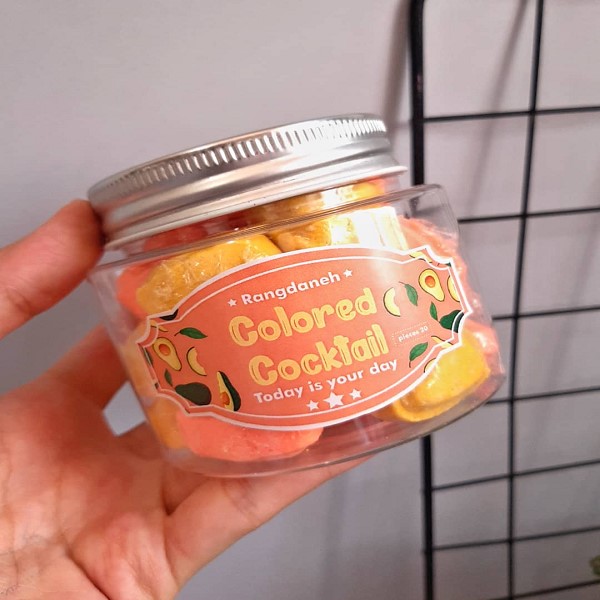 ★ Rangdaneh ★
Colored
Cocktail
pieces 30
Today is your day